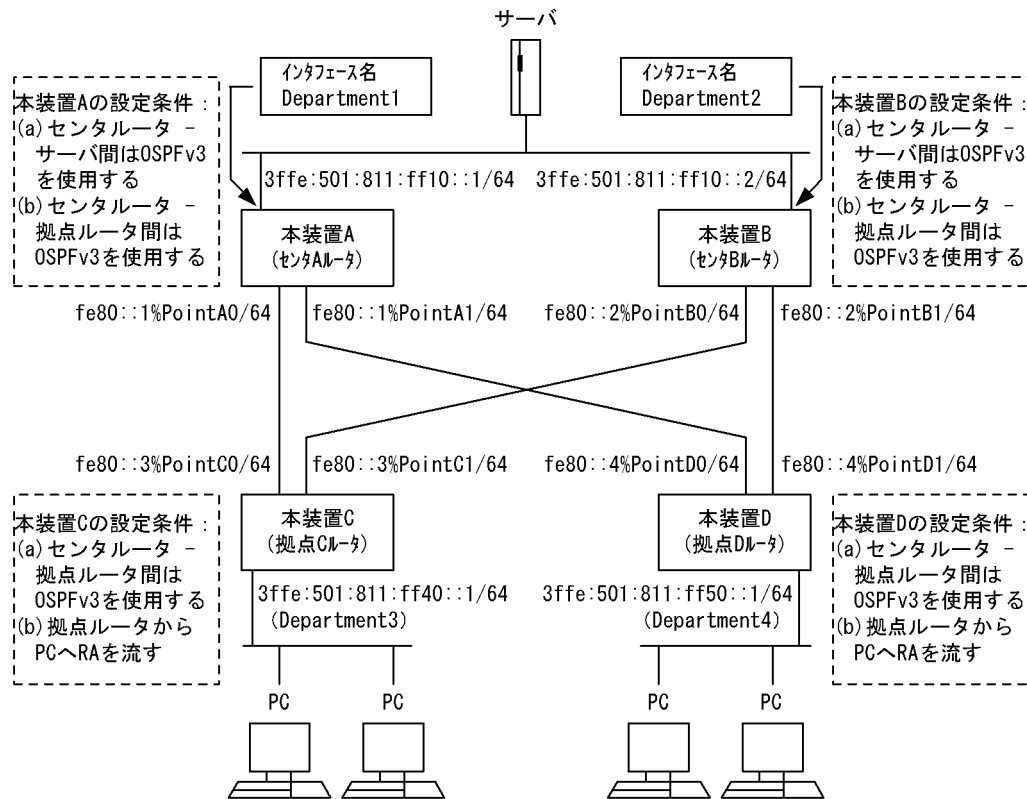 サーバ
インタフェース名
Department1
インタフェース名
Department2
本装置Aの設定条件：
(a)センタルータ －
サーバ間はOSPFv3
を使用する
(b)センタルータ －
拠点ルータ間は
OSPFv3を使用する
本装置Bの設定条件：
(a)センタルータ －
サーバ間はOSPFv3
を使用する
(b)センタルータ －
拠点ルータ間は
OSPFv3を使用する
3ffe:501:811:ff10::1/64
3ffe:501:811:ff10::2/64
本装置A
(センタAルータ)
本装置B
(センタBルータ)
fe80::1%PointA0/64
fe80::1%PointA1/64
fe80::2%PointB0/64
fe80::2%PointB1/64
fe80::3%PointC0/64
fe80::3%PointC1/64
fe80::4%PointD0/64
fe80::4%PointD1/64
本装置Cの設定条件：
(a)センタルータ －
拠点ルータ間は
OSPFv3を使用する
(b)拠点ルータから
PCへRAを流す
本装置C
(拠点Cルータ)
本装置D
(拠点Dルータ)
本装置Dの設定条件：
(a)センタルータ －
拠点ルータ間は
OSPFv3を使用する
(b)拠点ルータから
PCへRAを流す
3ffe:501:811:ff40::1/64
(Department3)
3ffe:501:811:ff50::1/64
(Department4)
PC
PC
PC
PC